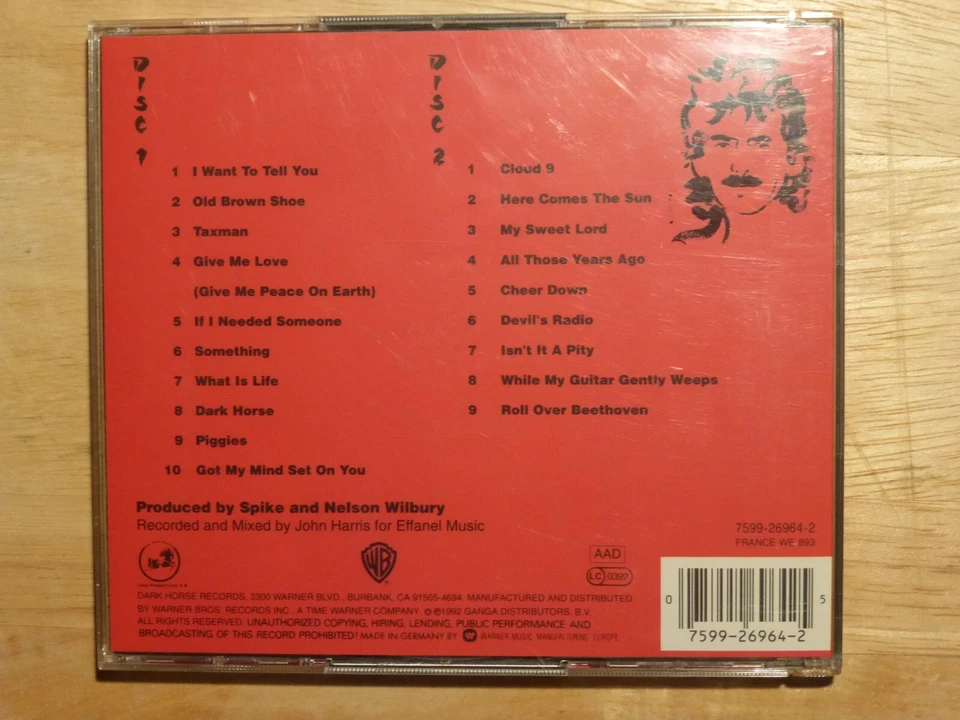 DISC 1
1 I Want To Tell You
2 Old Brown Shoe
3 Taxman
4 Give Me Love
(Give Me Peace On Earth)
5 If I Needed Someone
6 Something
7 What Is Life
8 Dark Horse
9 Piggies
10 Got My Mind Set On You
DISC 2
1 Cloud 9
2 Here Comes The Sun
3 My Sweet Lord
4 All Those Years Ago
5 Cheer Down
6 Devil's Radio
7 Isn't It A Pity
8 While My Guitar Gently Weeps
9 Roll Over Beethoven
Produced by Spike and Nelson Wilbury
Recorded and Mixed by John Harris for Effanel Music
WB
AAD
LC 0392
DARK HORSE RECORDS, 3300 WARNER BLVD., BURBANK, CA 91505-4694. MANUFACTURED AND DISTRIBUTED
BY WARNER BROS. RECORDS INC., A TIME WARNER COMPANY. © ℗ 1992 GANGA DISTRIBUTORS, B.V.
ALL RIGHTS RESERVED. UNAUTHORIZED COPYING, HIRING, LENDING, PUBLIC PERFORMANCE AND
BROADCASTING OF THIS RECORD PROHIBITED! MADE IN GERMANY BY WARNER MUSIC MANUFACTURING EUROPE
7599-26964-2
FRANCE WE 893
0 5
7599-26964-2